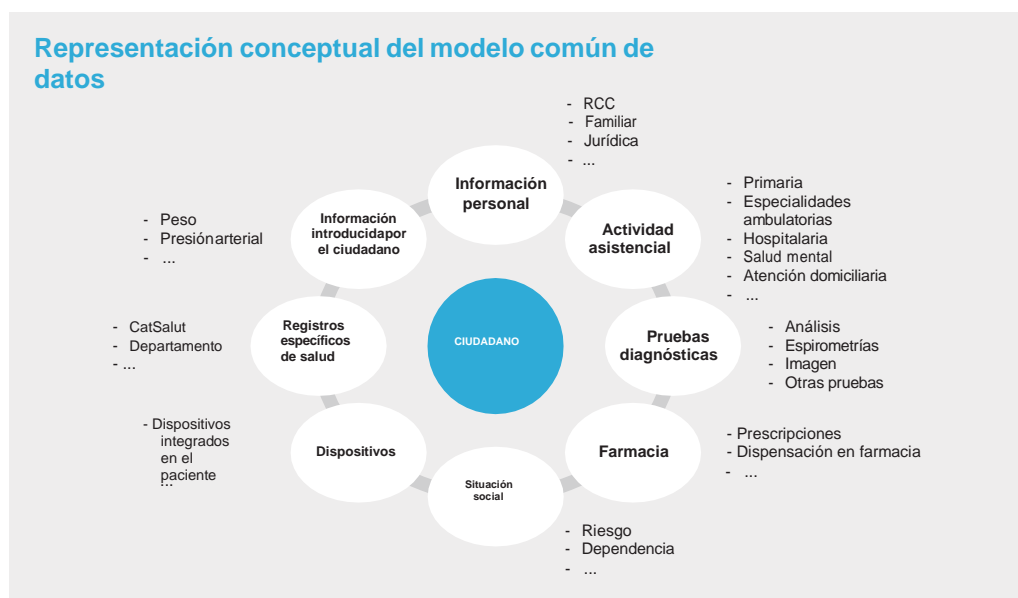 Representación conceptual del modelo común de
datos
- RCC
- Familiar
- Jurídica
- ...
Información
personal
- Primaria
- Especialidades
ambulatorias
- Hospitalaria
- Salud mental
- Atención domiciliaria
- ...
Actividad
asistencial
Información
introducidapor
el ciudadano
- Peso
- Presiónarterial
- ...
Registros
específicos
de salud
- CatSalut
- Departamento
- ...
CIUDADANO
Pruebas
diagnósticas
- Análisis
- Espirometrías
- Imagen
- Otras pruebas
- Dispositivos
integrados
en el
paciente
...
Dispositivos
Farmacia
- Prescripciones
- Dispensación en farmacia
- ...
Situación
social
- Riesgo
- Dependencia
- ...